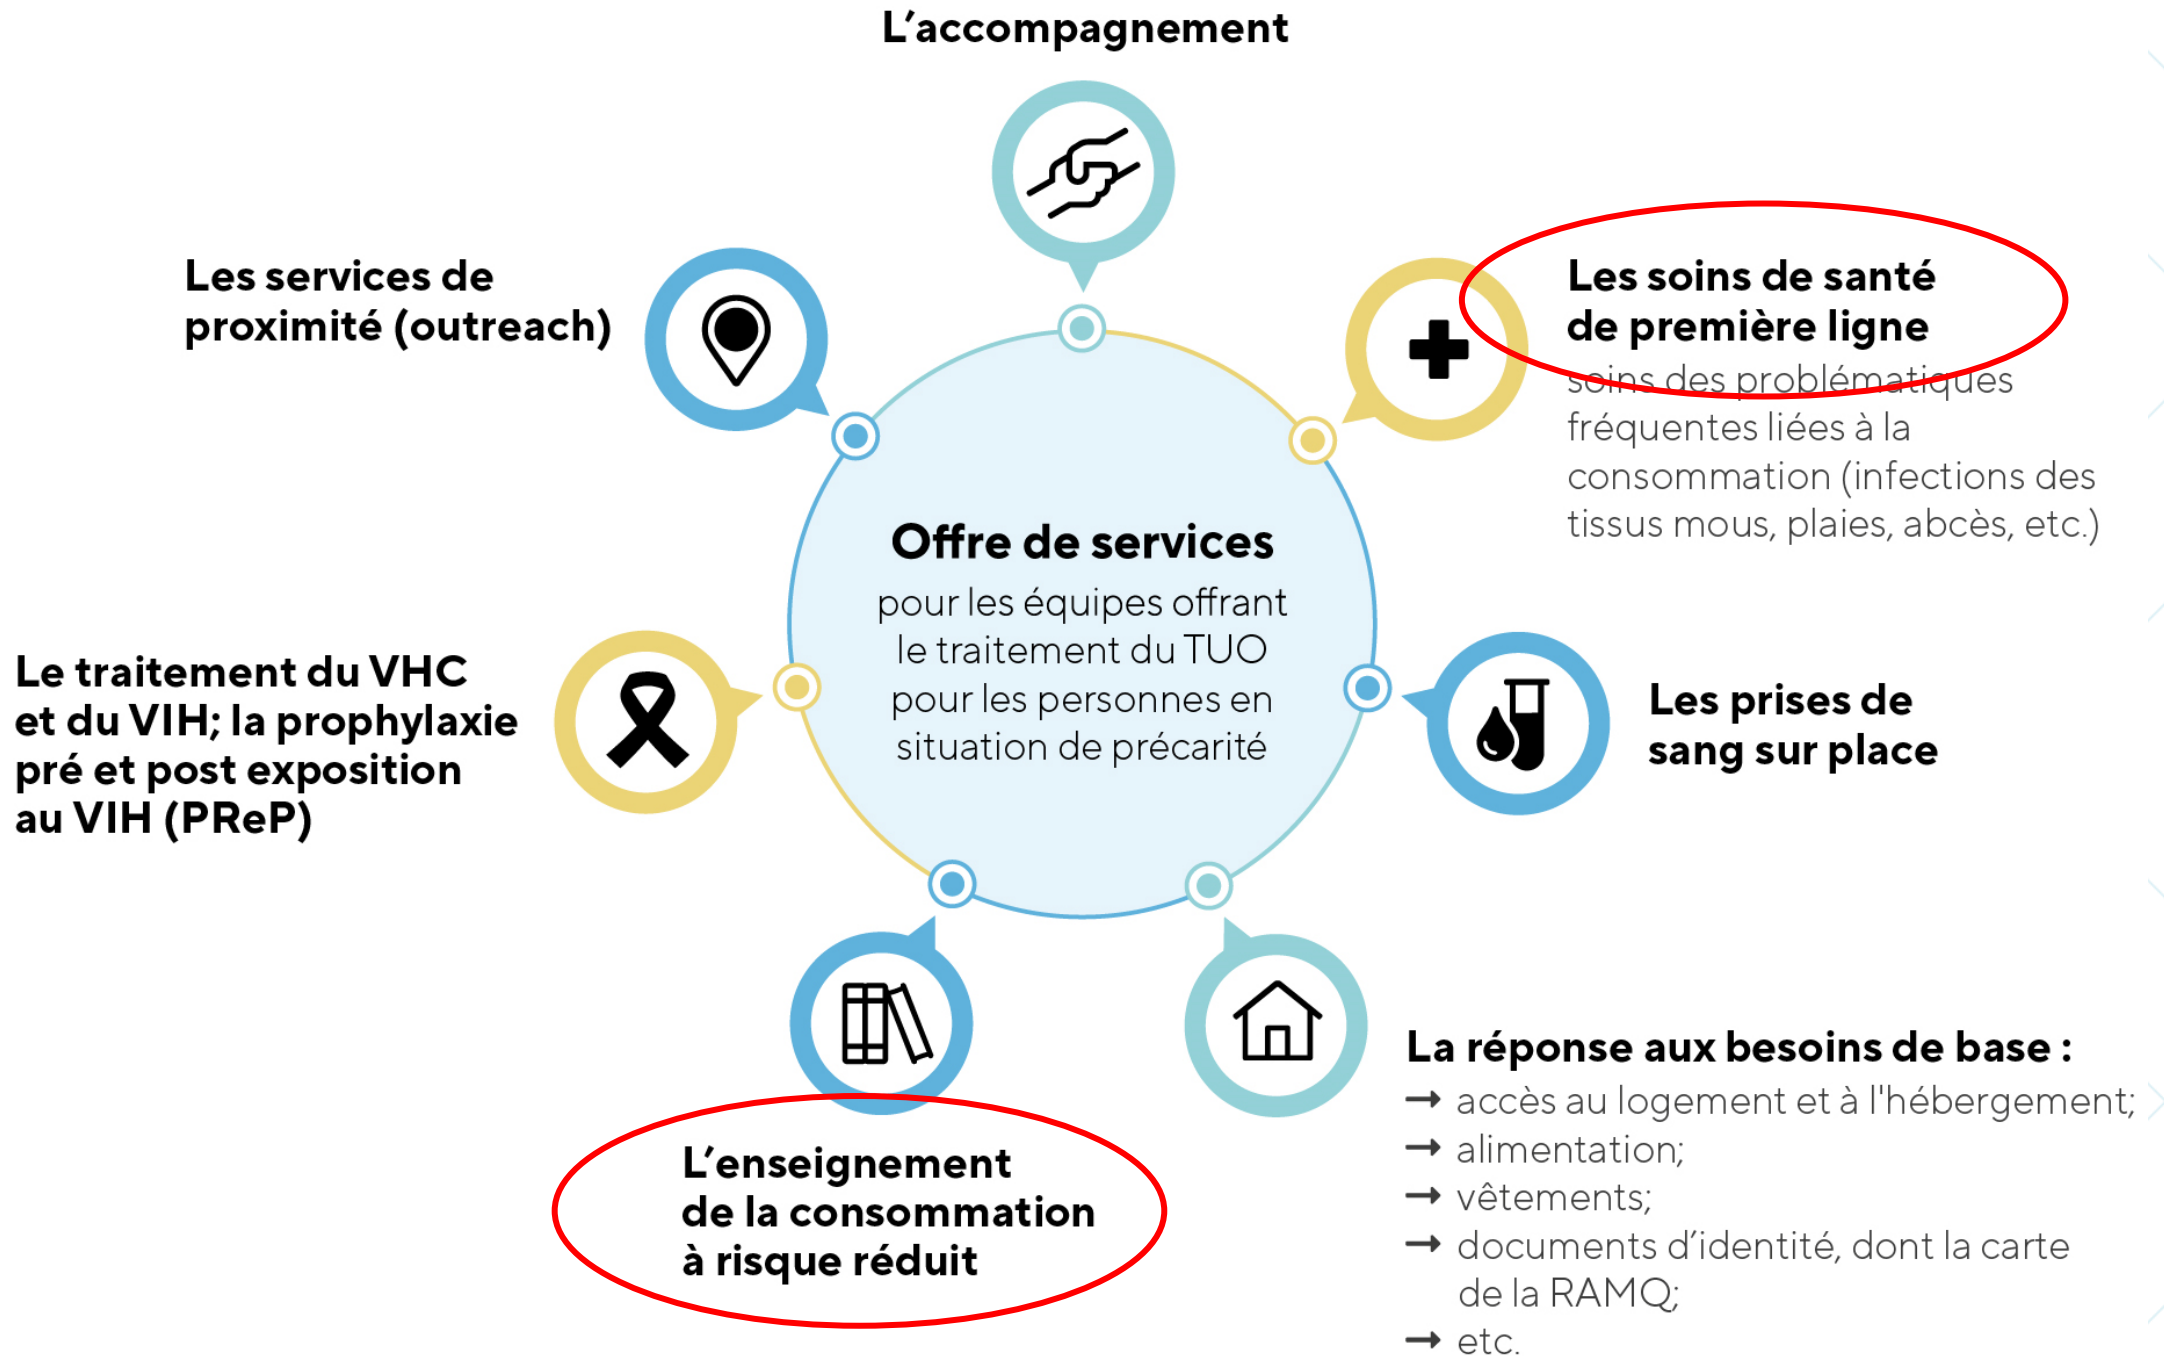 L'accompagnement
Les services de
proximité (outreach)
Les soins de santé
de première ligne
soins des problématiques
fréquentes liées à la
consommation (infections des
tissus mous, plaies, abcès, etc.)
Offre de services
pour les équipes offrant
le traitement du TUO
pour les personnes en
situation de précarité
Le traitement du VHC
et du VIH; la prophylaxie
pré et post exposition
au VIH (PReP)
Les prises de
sang sur place
L'enseignement
de la consommation
à risque réduit
La réponse aux besoins de base :
→ accès au logement et à l'hébergement;
→ alimentation;
→ vêtements;
→ documents d'identité, dont la carte
de la RAMQ;
→ etc.